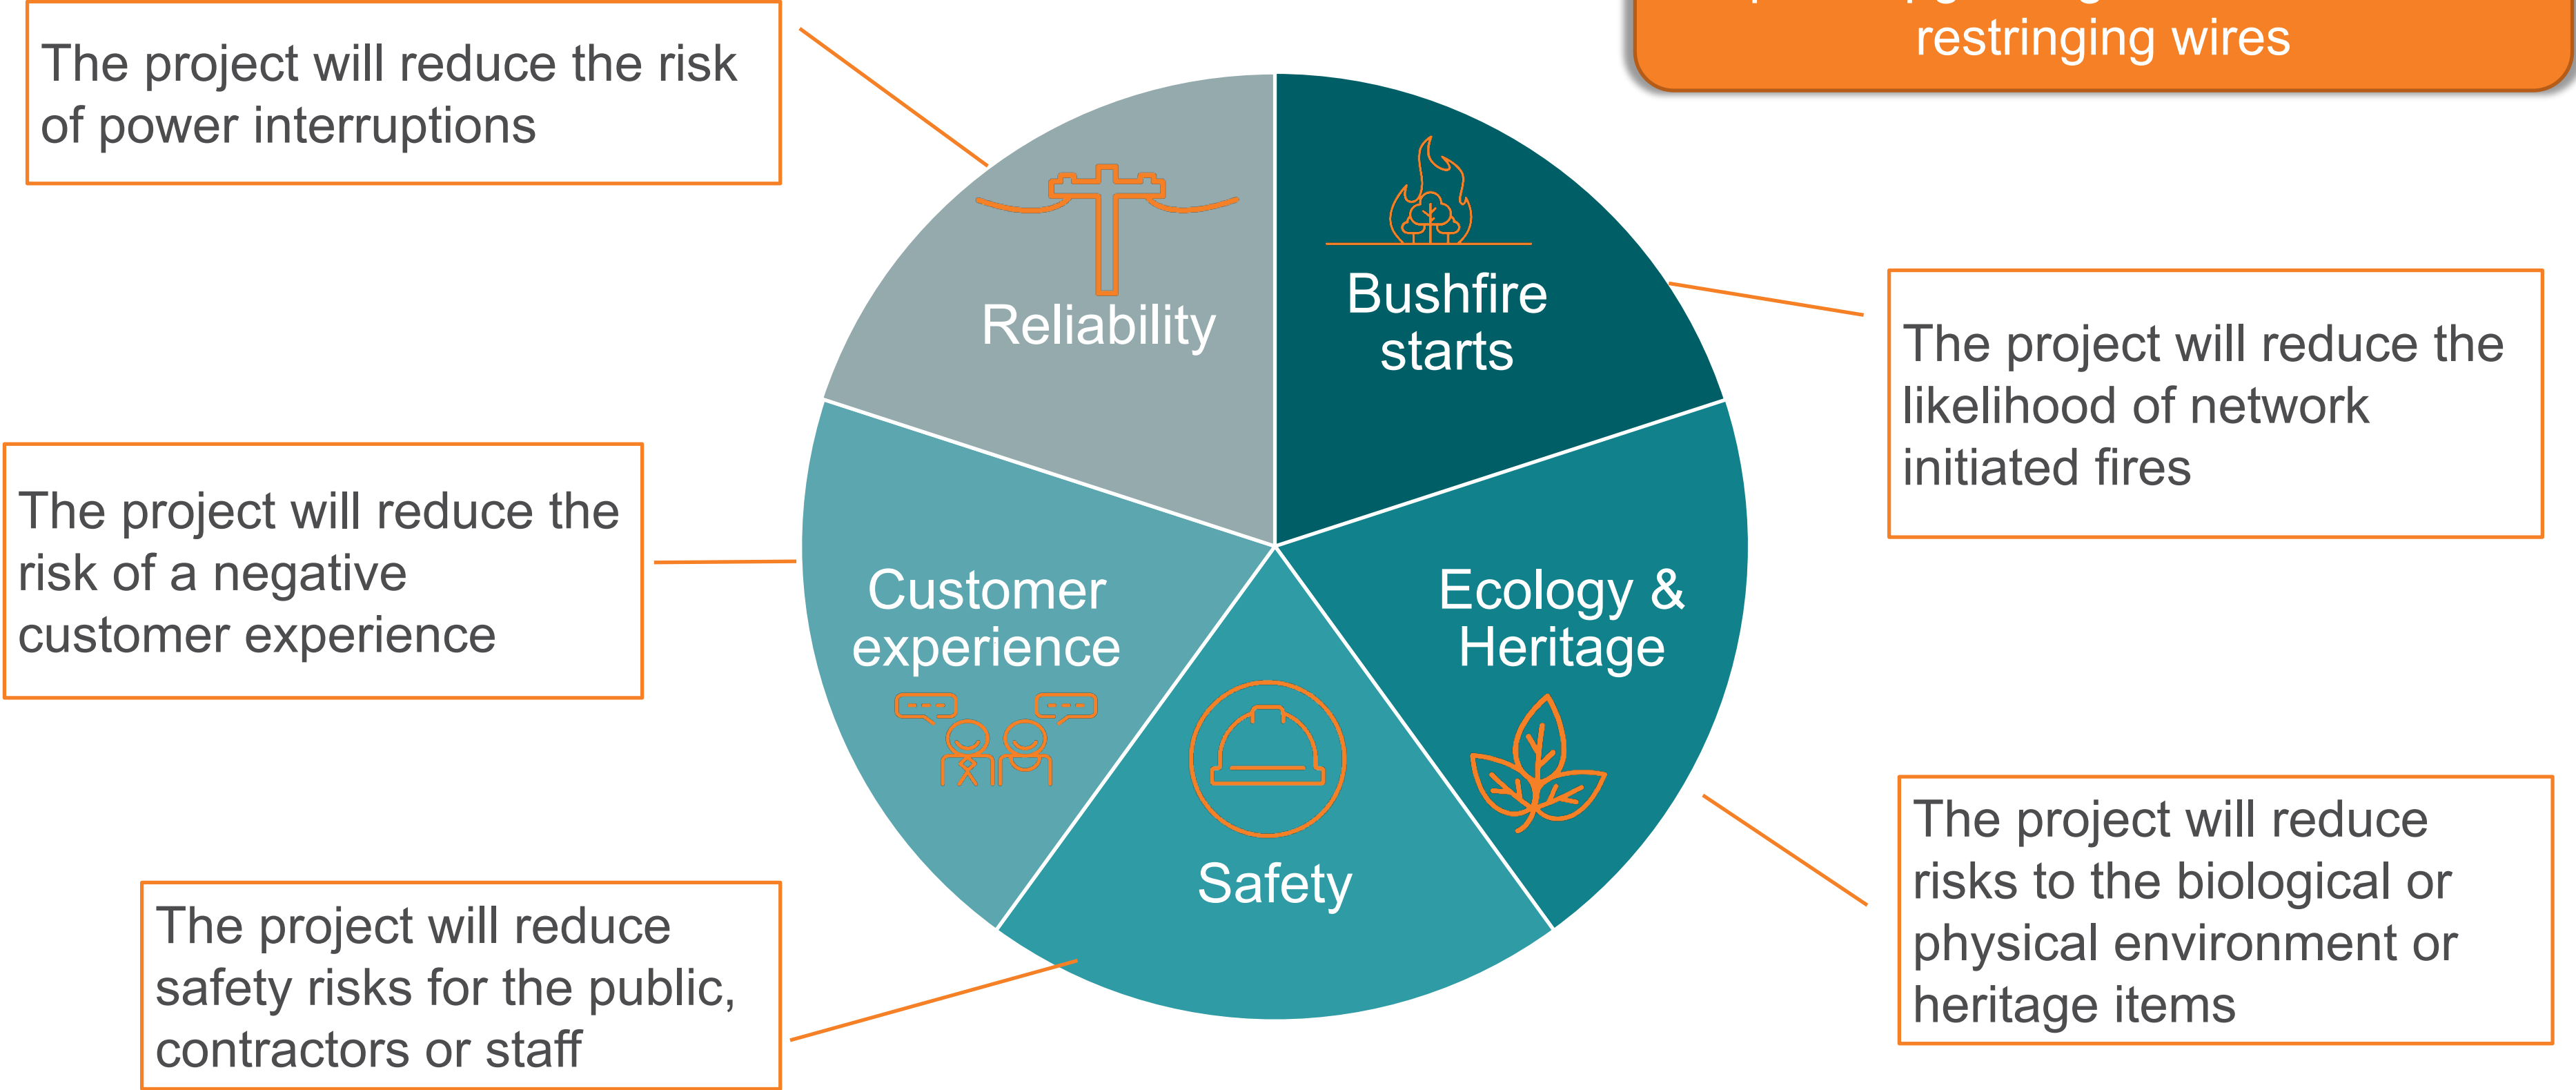 restringing wires
The project will reduce the risk
of power interruptions
Reliability
Bushfire
starts
The project will reduce the
likelihood of network
initiated fires
The project will reduce the
risk of a negative
customer experience
Customer
experience
Ecology &
Heritage
Safety
The project will reduce
safety risks for the public,
contractors or staff
The project will reduce
risks to the biological or
physical environment or
heritage items